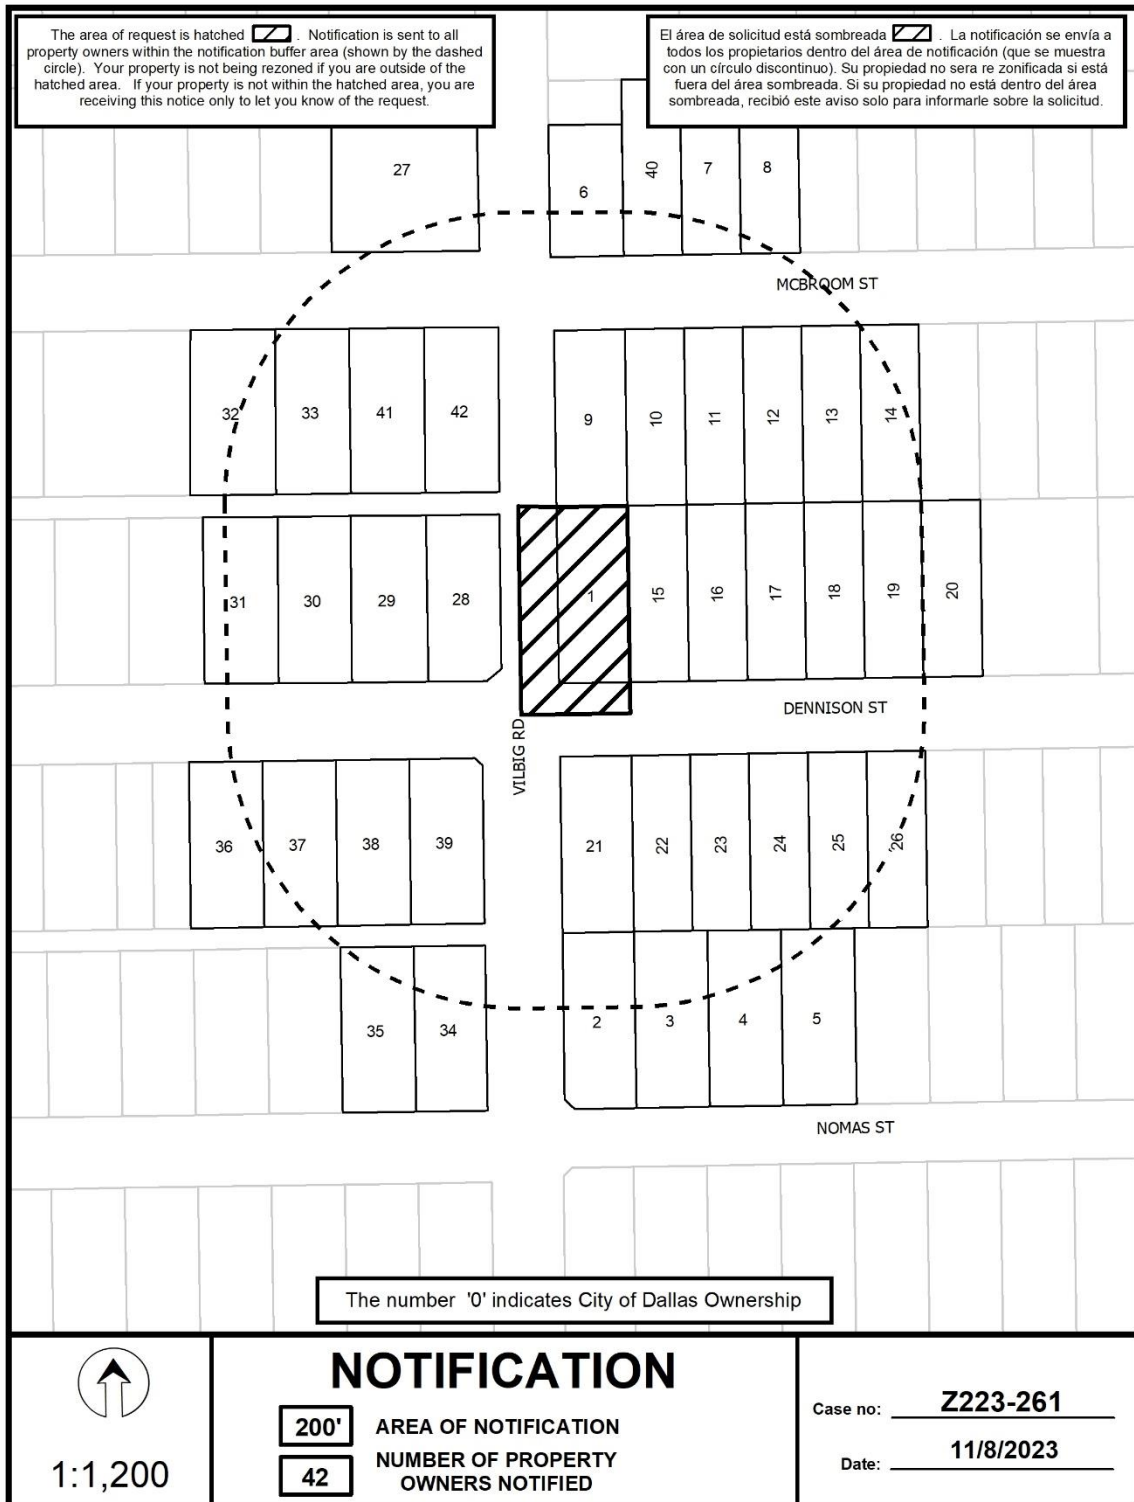 The area of request is hatched . Notification is sent to all
property owners within the notification buffer area (shown by the dashed
circle). Your property is not being rezoned if you are outside of the
hatched area. If your property is not within the hatched area, you are
receiving this notice only to let you know of the request.
El área de solicitud está sombreada . La notificación se envía a
todos los propietarios dentro del área de notificación (que se muestra
con un círculo discontinuo). Su propiedad no sera re zonificada si está
fuera del área sombreada. Si su propiedad no está dentro del área
sombreada, recibió este aviso solo para informarle sobre la solicitud.
27
6
40
7
8
MCBROOM ST
32
33
41
42
9
10
11
12
13
14
31
30
29
28
1
15
16
17
18
19
20
DENNISON ST
VILBIG RD
36
37
38
39
21
22
23
24
25
26
35
34
2
3
4
5
NOMAS ST
The number '0' indicates City of Dallas Ownership
1:1,200
NOTIFICATION
200' AREA OF NOTIFICATION
42 NUMBER OF PROPERTY
OWNERS NOTIFIED
Case no: Z223-261
Date: 11/8/2023